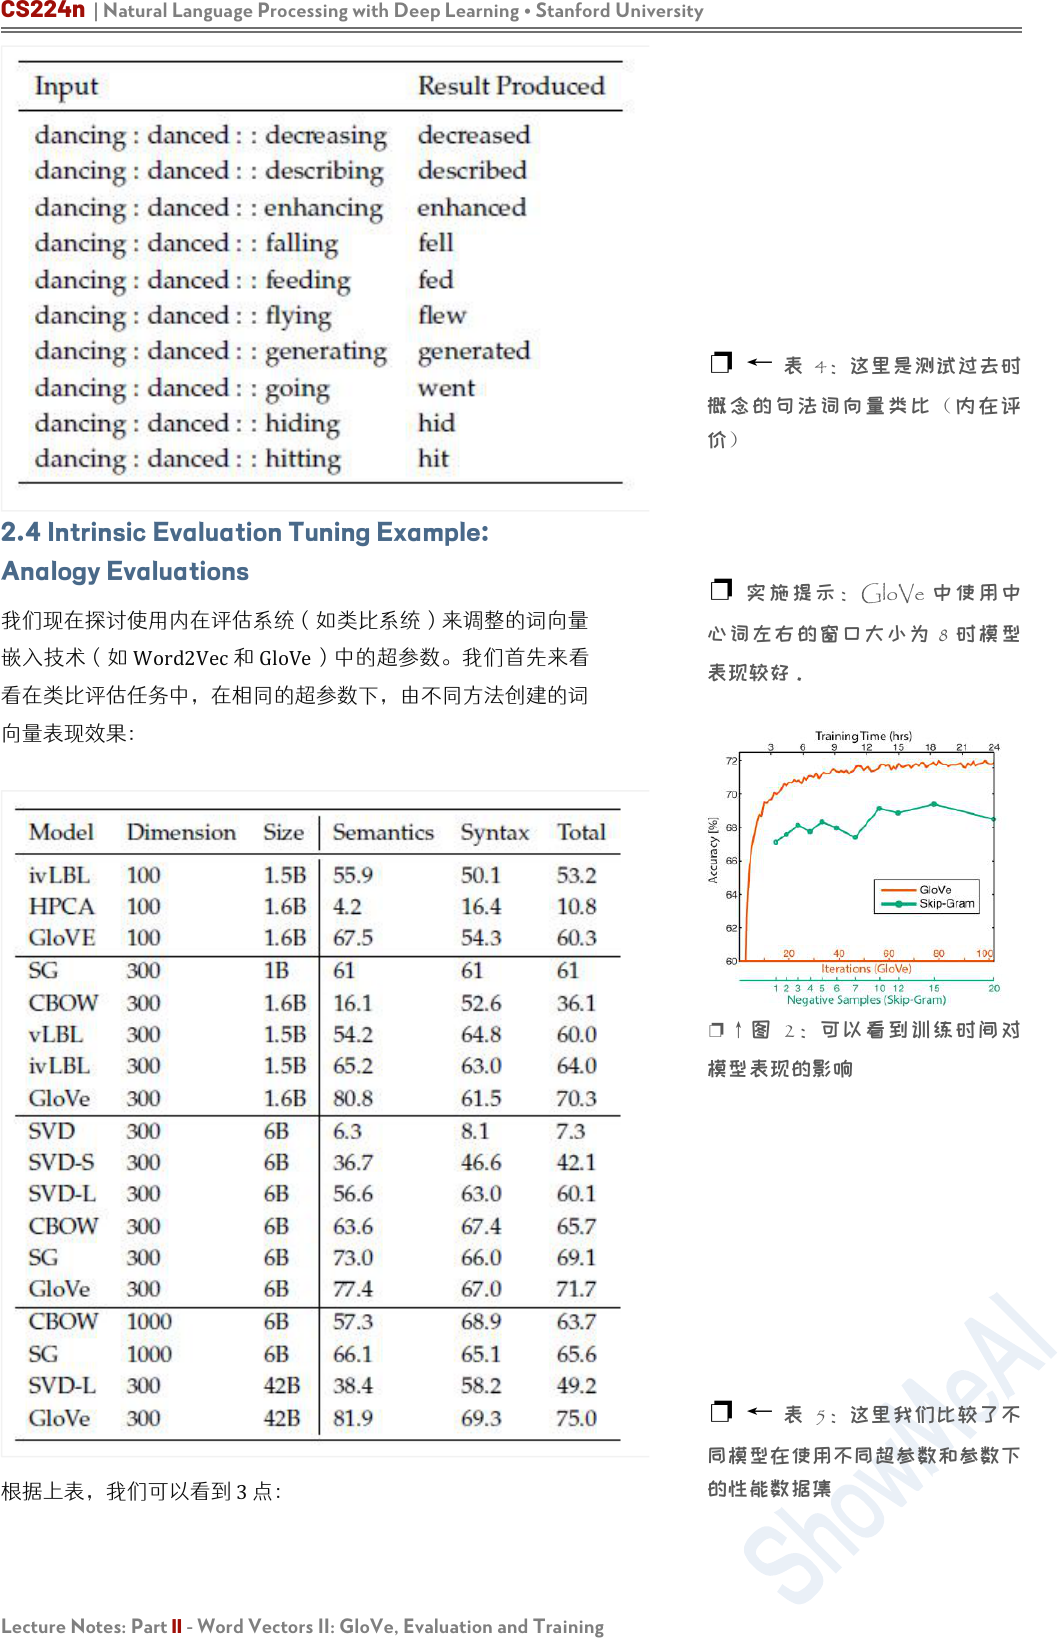 CS224n | Natural Language Processing with Deep Learning • Stanford University
Input Result Produced
dancing : danced : : decreasing decreased
dancing : danced : : describing described
dancing : danced : : enhancing enhanced
dancing : danced : : falling fell
dancing : danced : : feeding fed
dancing : danced : : flying flew
dancing : danced : : generating generated
dancing : danced : : going went
dancing : danced : : hiding hid
dancing : danced : : hitting hit
❐ ← 表 4：这里是测试过去时
概念的句法词向量类比（内在评
价）
2.4 Intrinsic Evaluation Tuning Example:
Analogy Evaluations
我们现在探讨使用内在评估系统（如类比系统）来调整的词向量
嵌入技术（如 Word2Vec 和 GloVe ）中的超参数。我们首先来看
看在类比评估任务中，在相同的超参数下，由不同方法创建的词
向量表现效果：
❐ 实施提示：GloVe 中使用中
心词左右的窗口大小为 8 时模型
表现较好．
Training Time (hrs)
3 6 9 12 15 18 21 24
72
70
68
66
64
62
60
Accuracy [%]
GloVe
Skip-Gram
20 40 60 80 100
Iterations (GloVe)
1 2 3 4 5 6 7 10 12 15 20
Negative Samples (Skip-Gram)
❐ ↑ 图 2：可以看到训练时间对
模型表现的影响
Model Dimension Size Semantics Syntax Total
ivLBL 100 1.5B 55.9 50.1 53.2
HPCA 100 1.6B 4.2 16.4 10.8
GloVE 100 1.6B 67.5 54.3 60.3
SG 300 1B 61 61 61
CBOW 300 1.6B 16.1 52.6 36.1
vLBL 300 1.5B 54.2 64.8 60.0
ivLBL 300 1.5B 65.2 63.0 64.0
GloVe 300 1.6B 80.8 61.5 70.3
SVD 300 6B 6.3 8.1 7.3
SVD-S 300 6B 36.7 46.6 42.1
SVD-L 300 6B 56.6 63.0 60.1
CBOW 300 6B 63.6 67.4 65.7
SG 300 6B 73.0 66.0 69.1
GloVe 300 6B 77.4 67.0 71.7
CBOW 1000 6B 57.3 68.9 63.7
SG 1000 6B 66.1 65.1 65.6
SVD-L 300 42B 38.4 58.2 49.2
GloVe 300 42B 81.9 69.3 75.0
❐ ← 表 5：这里我们比较了不
同模型在使用不同超参数和参数下
的性能数据集
根据上表，我们可以看到 3 点：
ShowMeAI
Lecture Notes: Part II - Word Vectors II: GloVe, Evaluation and Training